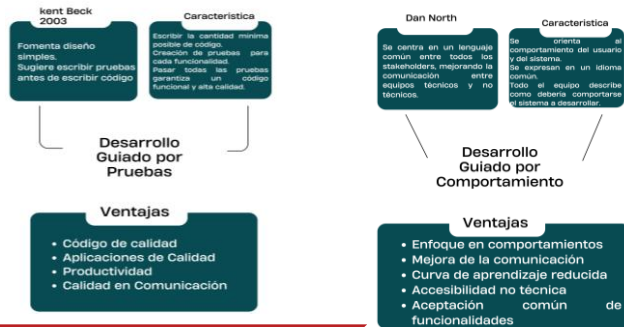 kent Beck
2003
Fomenta diseño
simples.
Sugiere escribir pruebas
antes de escribir código
Caracteristica
Escribir la cantidad mínima
posible de código.
Creación de pruebas para
cada funcionalidad.
Pasar todas las pruebas
garantiza un código
funcional y alta calidad.
Desarrollo
Guiado por
Pruebas
Ventajas
• Código de calidad
• Aplicaciones de Calidad
• Productividad
• Calidad en Comunicación
Dan North
Se centra en un lenguaje
común entre todos los
stakeholders, mejorando la
comunicación entre
equipos técnicos y no
técnicos.
Caracteristica
Se orienta al
comportamiento del usuario
y del sistema.
Se expresan en un idioma
común.
Todo el equipo describe
como debería comportarse
el sistema a desarrollar.
Desarrollo
Guiado por
Comportamiento
Ventajas
• Enfoque en comportamientos
• Mejora de la comunicación
• Curva de aprendizaje reducida
• Accesibilidad no técnica
• Aceptación común de
funcionalidades